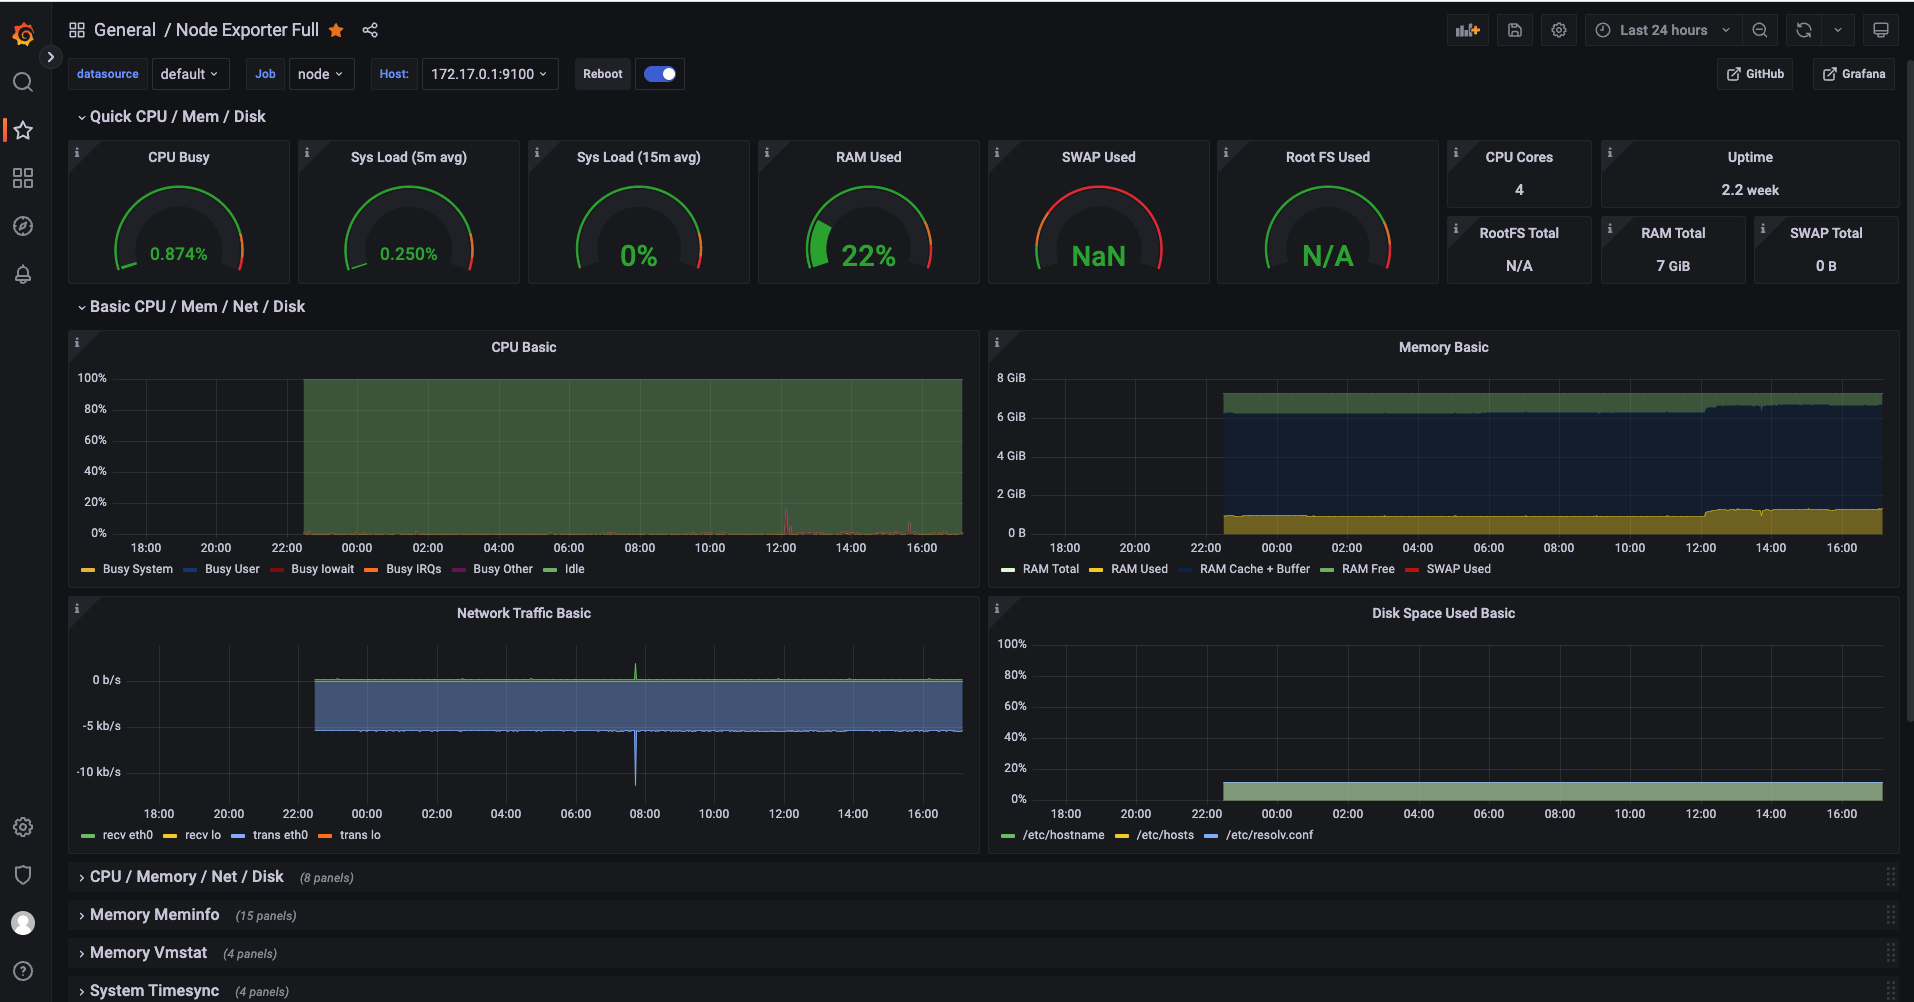 General / Node Exporter Full
Last 24 hours
datasource default Job node Host: 172.17.0.1:9100 Reboot
GitHub Grafana
Quick CPU / Mem / Disk
CPU Busy
0.874%
Sys Load (5m avg)
0.250%
Sys Load (15m avg)
0%
RAM Used
22%
SWAP Used
NaN
Root FS Used
N/A
CPU Cores
4
Uptime
2.2 week
RootFS Total
N/A
RAM Total
7 GiB
SWAP Total
0 B
Basic CPU / Mem / Net / Disk
CPU Basic
100%
80%
60%
40%
20%
0%
18:00 20:00 22:00 00:00 02:00 04:00 06:00 08:00 10:00 12:00 14:00 16:00
Busy System Busy User Busy Iowait Busy IRQs Busy Other Idle
Memory Basic
8 GiB
6 GiB
4 GiB
2 GiB
0 B
18:00 20:00 22:00 00:00 02:00 04:00 06:00 08:00 10:00 12:00 14:00 16:00
RAM Total RAM Used RAM Cache + Buffer RAM Free SWAP Used
Network Traffic Basic
0 b/s
-5 kb/s
-10 kb/s
18:00 20:00 22:00 00:00 02:00 04:00 06:00 08:00 10:00 12:00 14:00 16:00
recv eth0 recv lo trans eth0 trans lo
Disk Space Used Basic
100%
80%
60%
40%
20%
0%
18:00 20:00 22:00 00:00 02:00 04:00 06:00 08:00 10:00 12:00 14:00 16:00
/etc/hostname /etc/hosts /etc/resolv.conf
CPU / Memory / Net / Disk (8 panels)
Memory Meminfo (15 panels)
Memory Vmstat (4 panels)
System Timesync (4 panels)